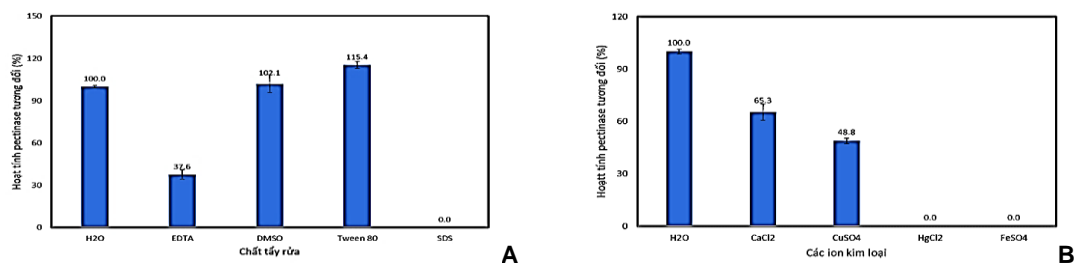 150
120
90
60
30
0
Hoạt tính pectinase tương đối (%)
100.0
37.6
102.1
115.4
0.0
H2O EDTA DMSO Tween 80 SDS
Chất tẩy rửa
A
120
90
60
30
0
Hoạtt tính pectinase tương đối (%)
100.0
65.3
48.8
0.0
0.0
H2O CaCl2 CuSO4 HgCl2 FeSO4
Các ion kim loại
B